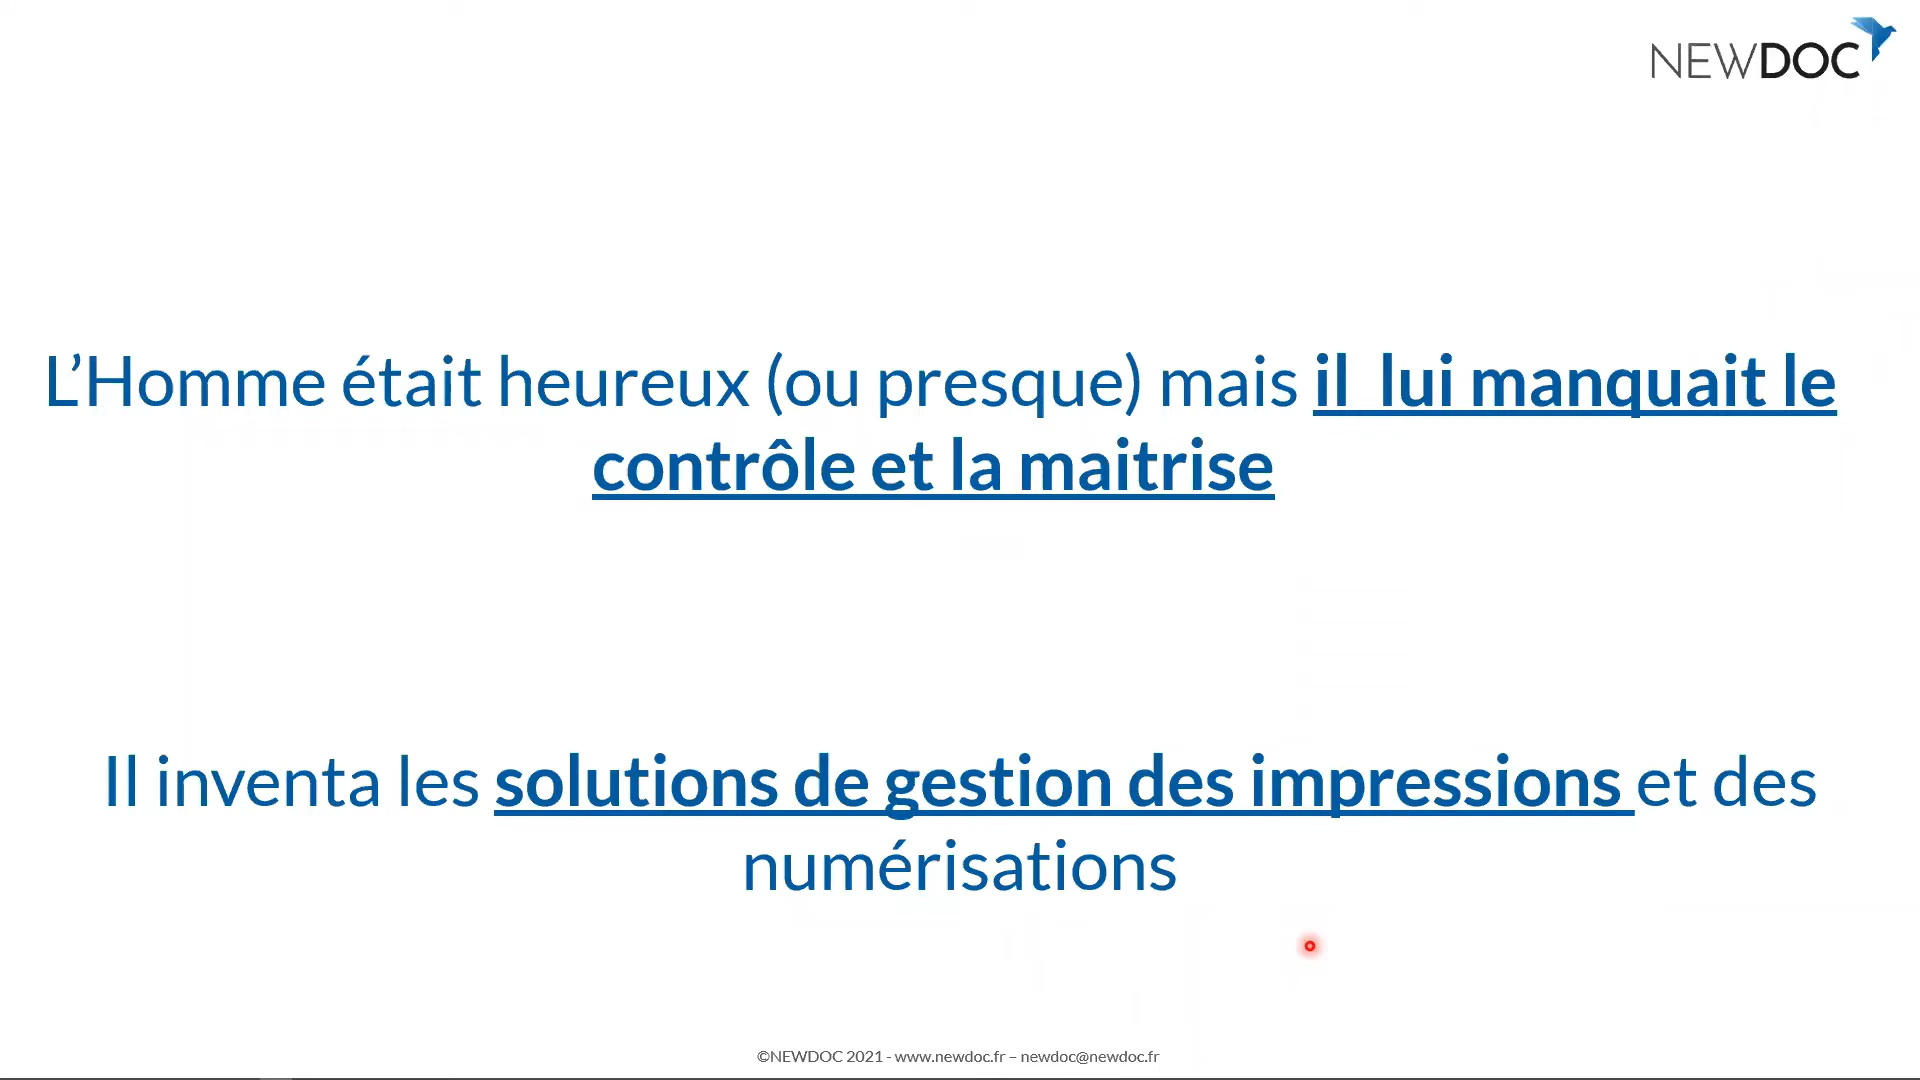 NEWDOC
L’Homme était heureux (ou presque) mais il  lui manquait le
contrôle et la maitrise
Il inventa les solutions de gestion des impressions et des
numérisations
©NEWDOC 2021 - www.newdoc.fr – newdoc@newdoc.fr